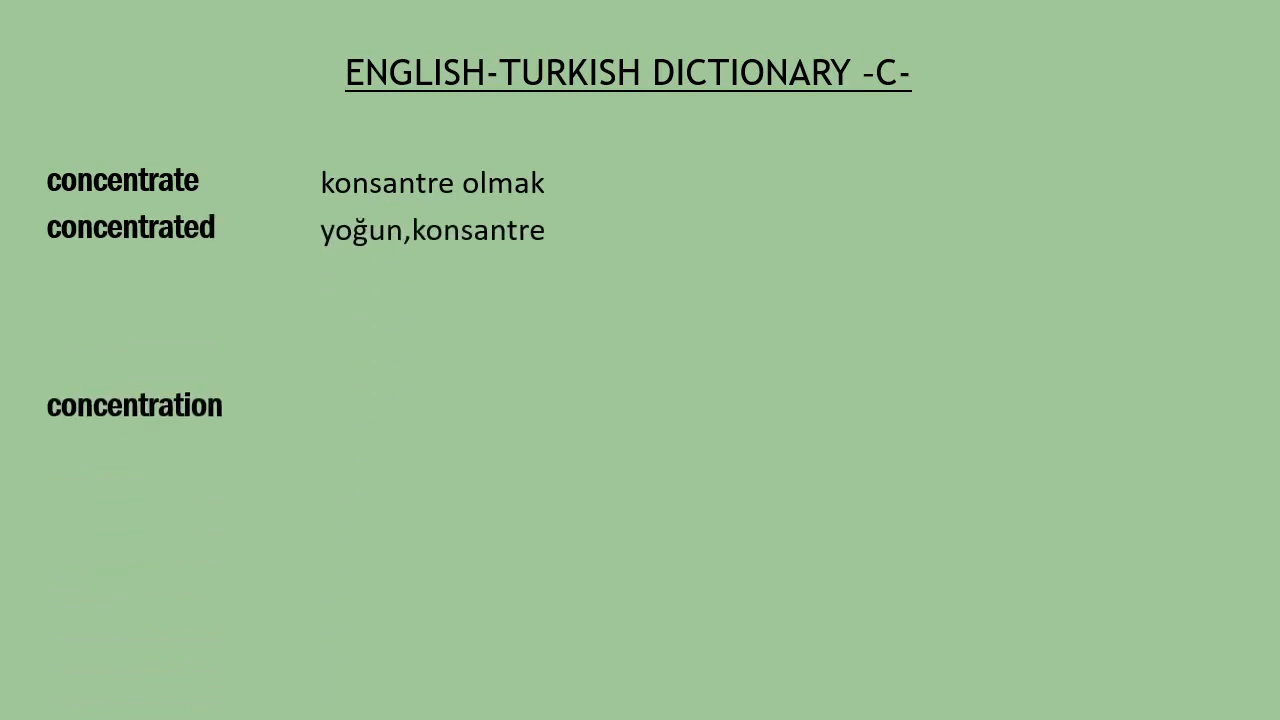 ENGLISH-TURKISH DICTIONARY –C-
concentrate konsantre olmak
concentrated yoğun,konsantre
concentration